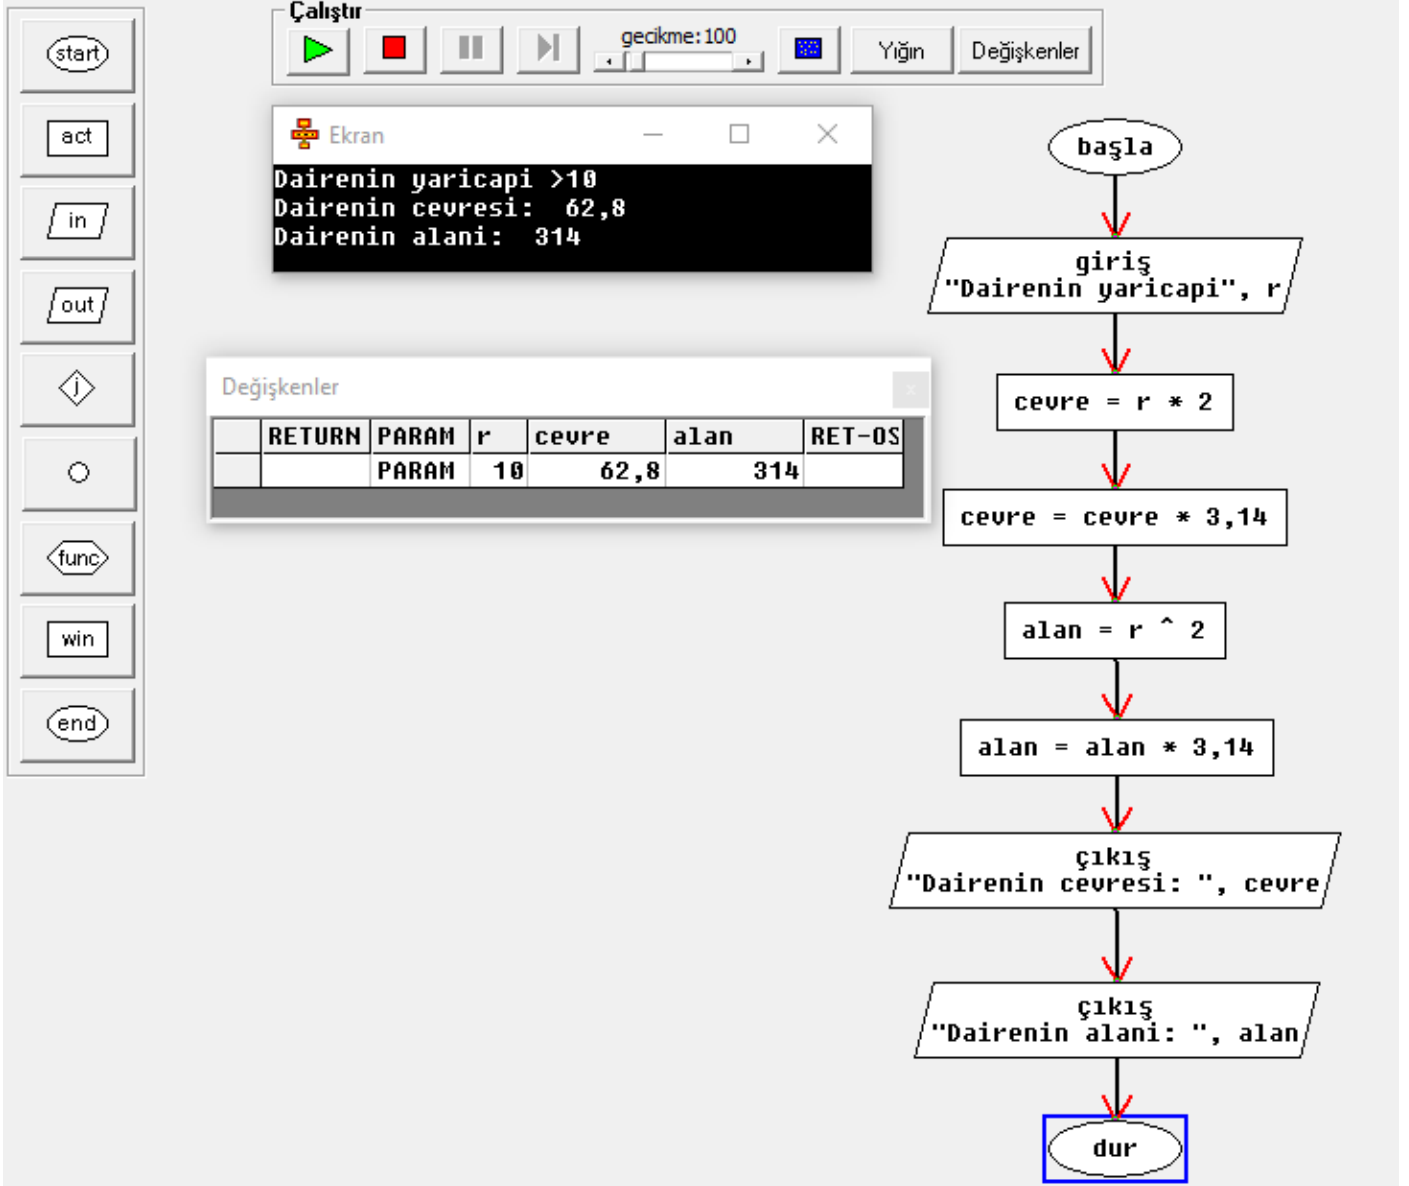 Çalıştır
gecikme:100
Yığın
Değişkenler
start
act
in
out
j
func
win
end
Ekran
Dairenin yaricapi >10
Dairenin cevresi:  62,8
Dairenin alani:  314
Değişkenler
x
RETURN PARAM r cevre alan RET-OS
PARAM 10 62,8 314
başla
giriş
"Dairenin yaricapi", r
cevre = r * 2
cevre = cevre * 3,14
alan = r ^ 2
alan = alan * 3,14
çıkış
"Dairenin cevresi: ", cevre
çıkış
"Dairenin alani: ", alan
dur